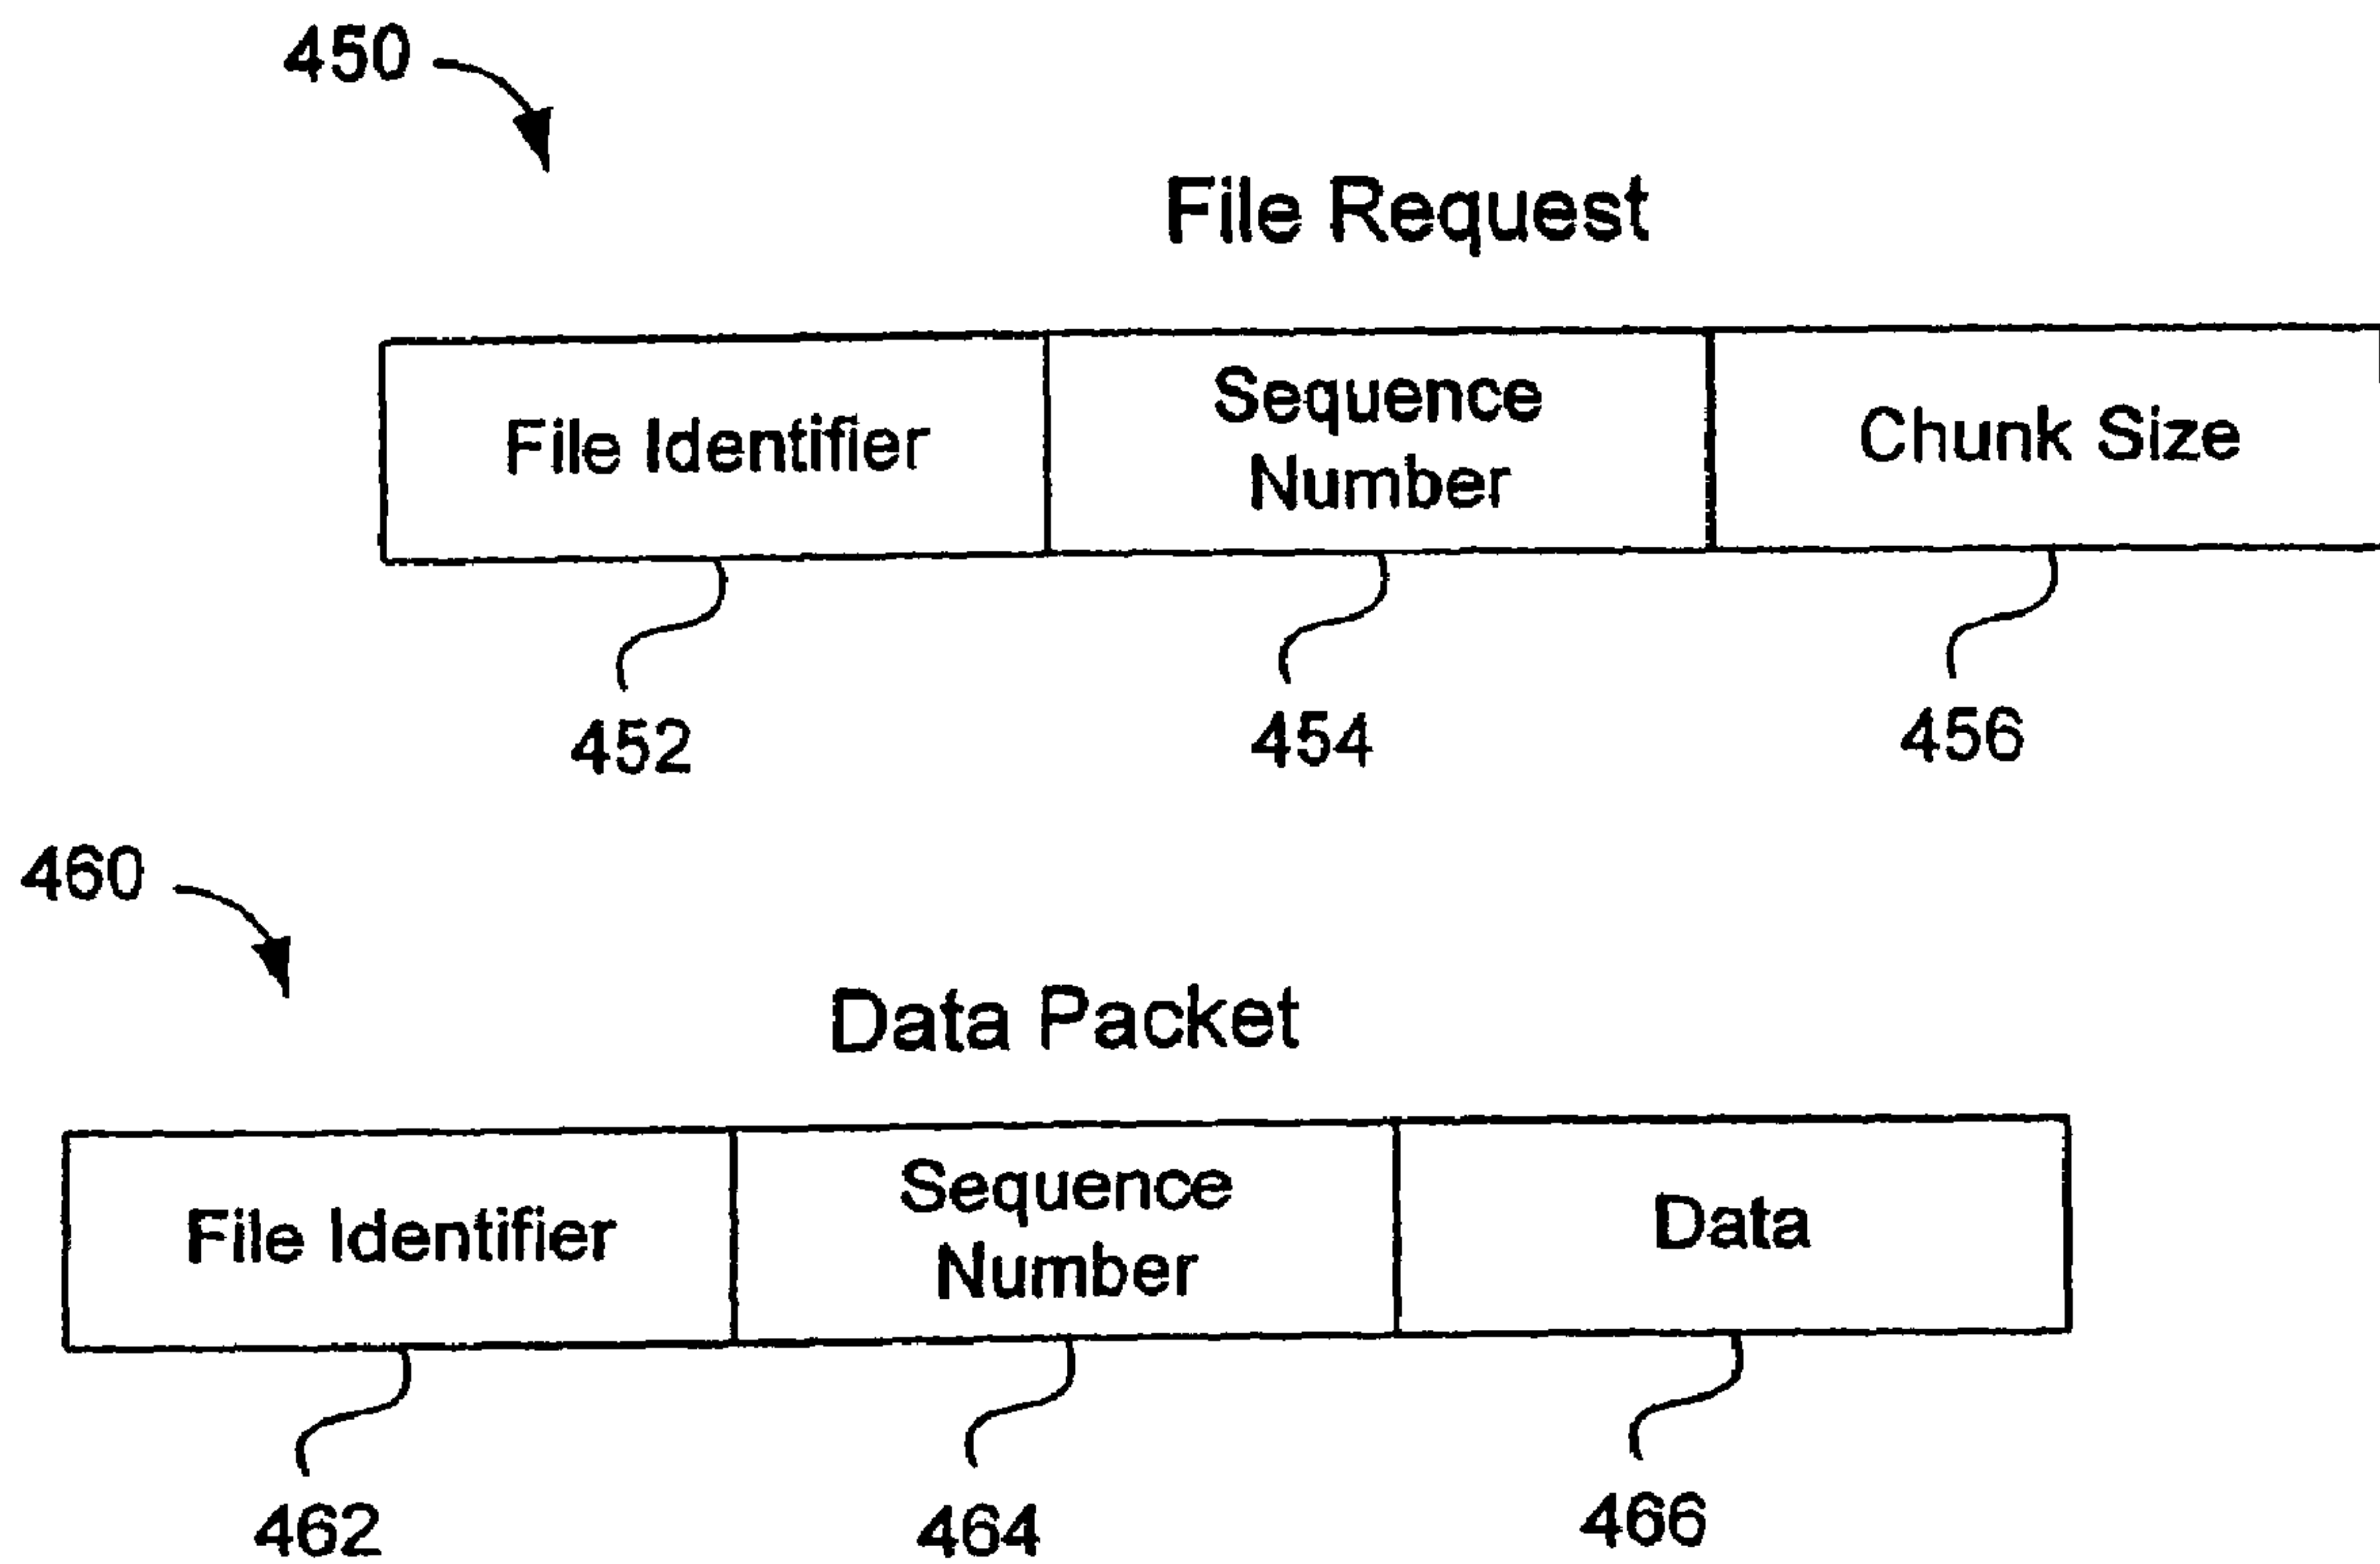 450
File Request
File Identifier
Sequence
Number
Chunk Size
452
454
456
460
Data Packet
File Identifier
Sequence
Number
Data
462
464
466